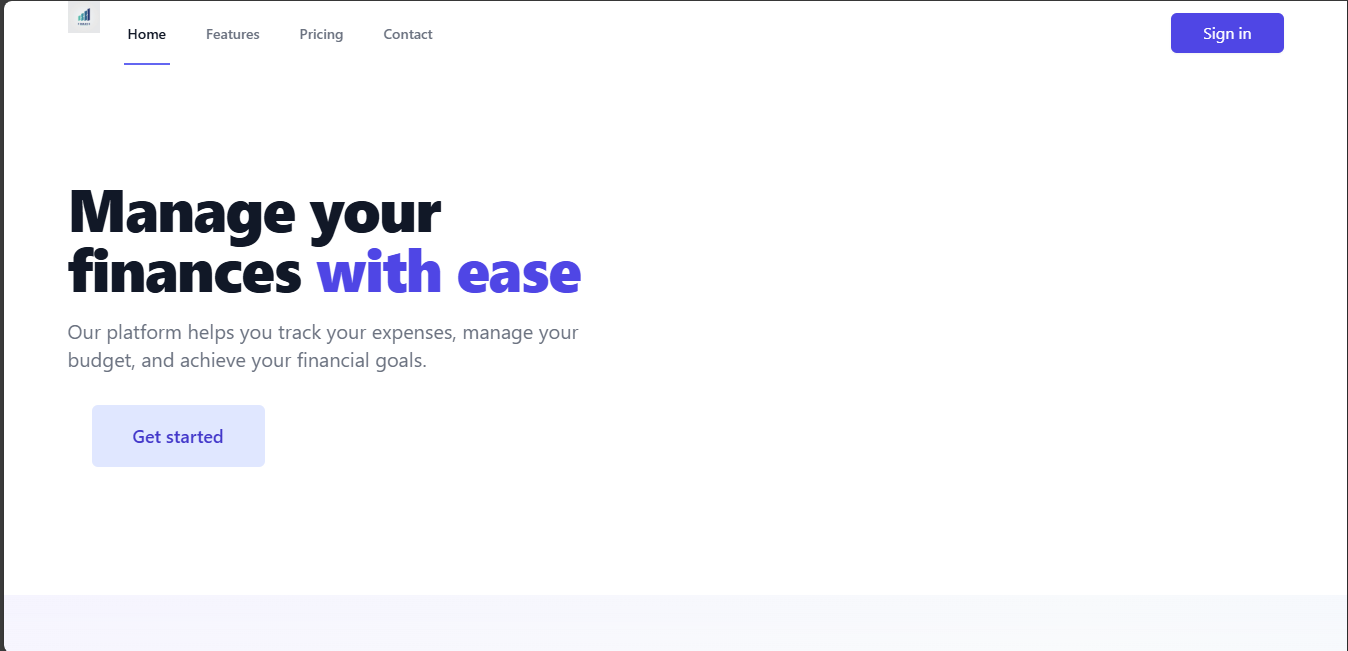 Home
Features
Pricing
Contact
Sign in
Manage your
finances with ease
Our platform helps you track your expenses, manage your
budget, and achieve your financial goals.
Get started